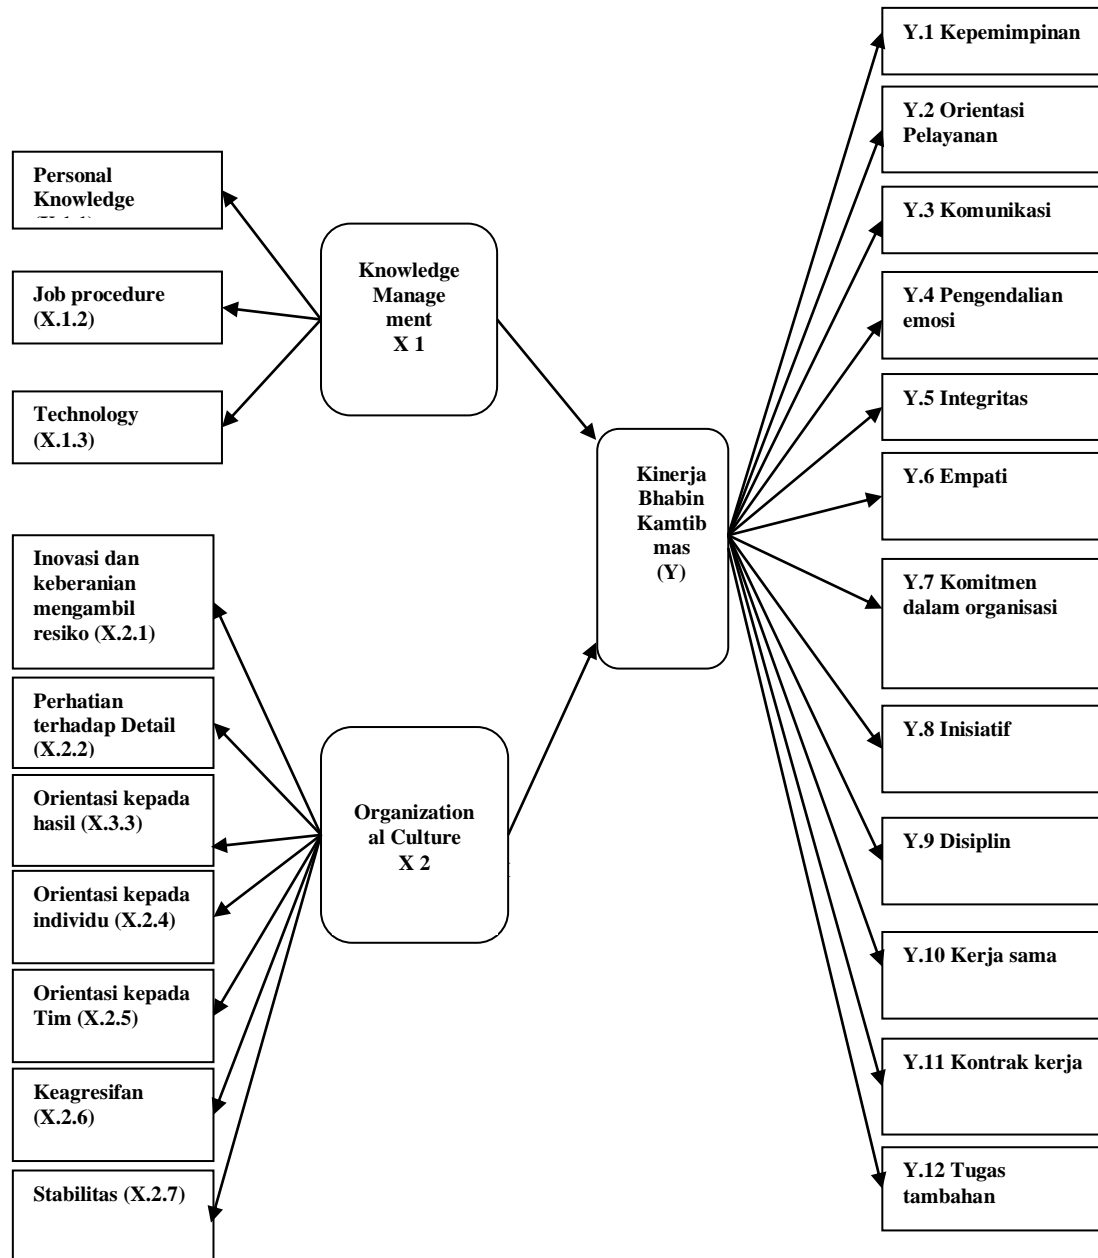 Personal
Knowledge
Job procedure
(X.1.2)
Technology
(X.1.3)
Inovasi dan
keberanian
mengambil
resiko (X.2.1)
Perhatian
terhadap Detail
(X.2.2)
Orientasi kepada
hasil (X.3.3)
Orientasi kepada
individu (X.2.4)
Orientasi kepada
Tim (X.2.5)
Keagresifan
(X.2.6)
Stabilitas (X.2.7)
Knowledge
Manage
ment
X 1
Organization
al Culture
X 2
Kinerja
Bhabin
Kamtib
mas
(Y)
Y.1 Kepemimpinan
Y.2 Orientasi
Pelayanan
Y.3 Komunikasi
Y.4 Pengendalian
emosi
Y.5 Integritas
Y.6 Empati
Y.7 Komitmen
dalam organisasi
Y.8 Inisiatif
Y.9 Disiplin
Y.10 Kerja sama
Y.11 Kontrak kerja
Y.12 Tugas
tambahan